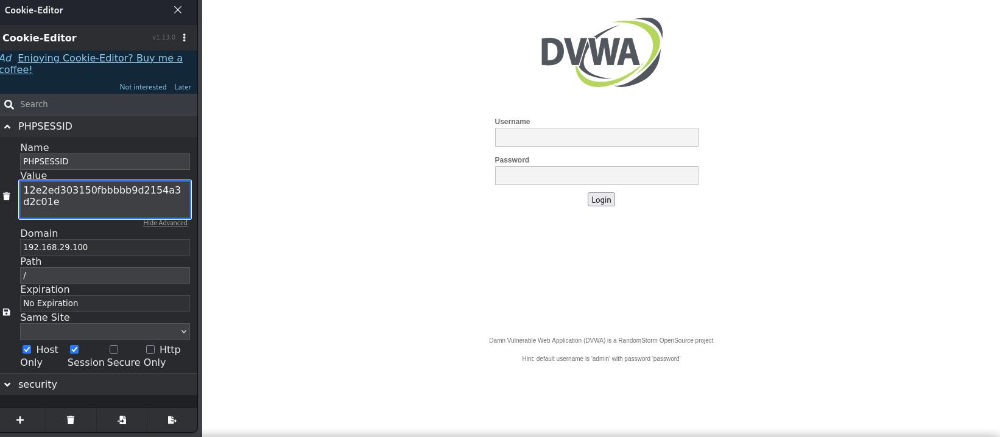 Cookie-Editor
Cookie-Editor v1.13.0
Ad Enjoying Cookie-Editor? Buy me a
coffee!
Not interested Later
Search
PHPSESSID
Name
PHPSESSID
Value
12e2ed303150fbbbbb9d2154a3
d2c01e
Hide Advanced
Domain
192.168.29.100
Path
/
Expiration
No Expiration
Same Site
Host Only
Session
Secure
Http Only
security
DVWA
Username
Password
Login
Damn Vulnerable Web Application (DVWA) is a RandomStorm OpenSource project
Hint: default username is 'admin' with password 'password'